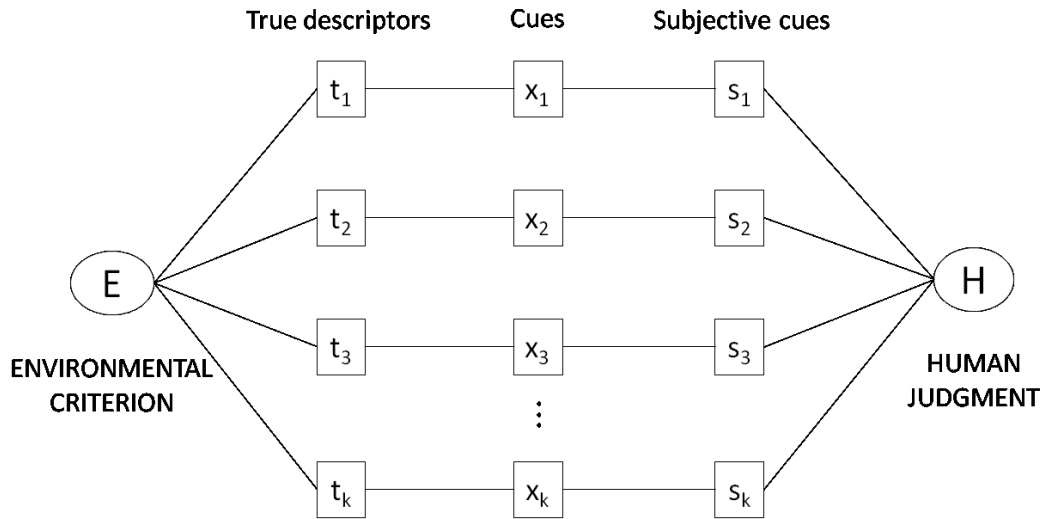 True descriptors Cues Subjective cues
t₁ x₁ s₁
t₂ x₂ s₂
E H
t₃ x₃ s₃
ENVIRONMENTAL
CRITERION
HUMAN
JUDGMENT
⋮
tₖ xₖ sₖ